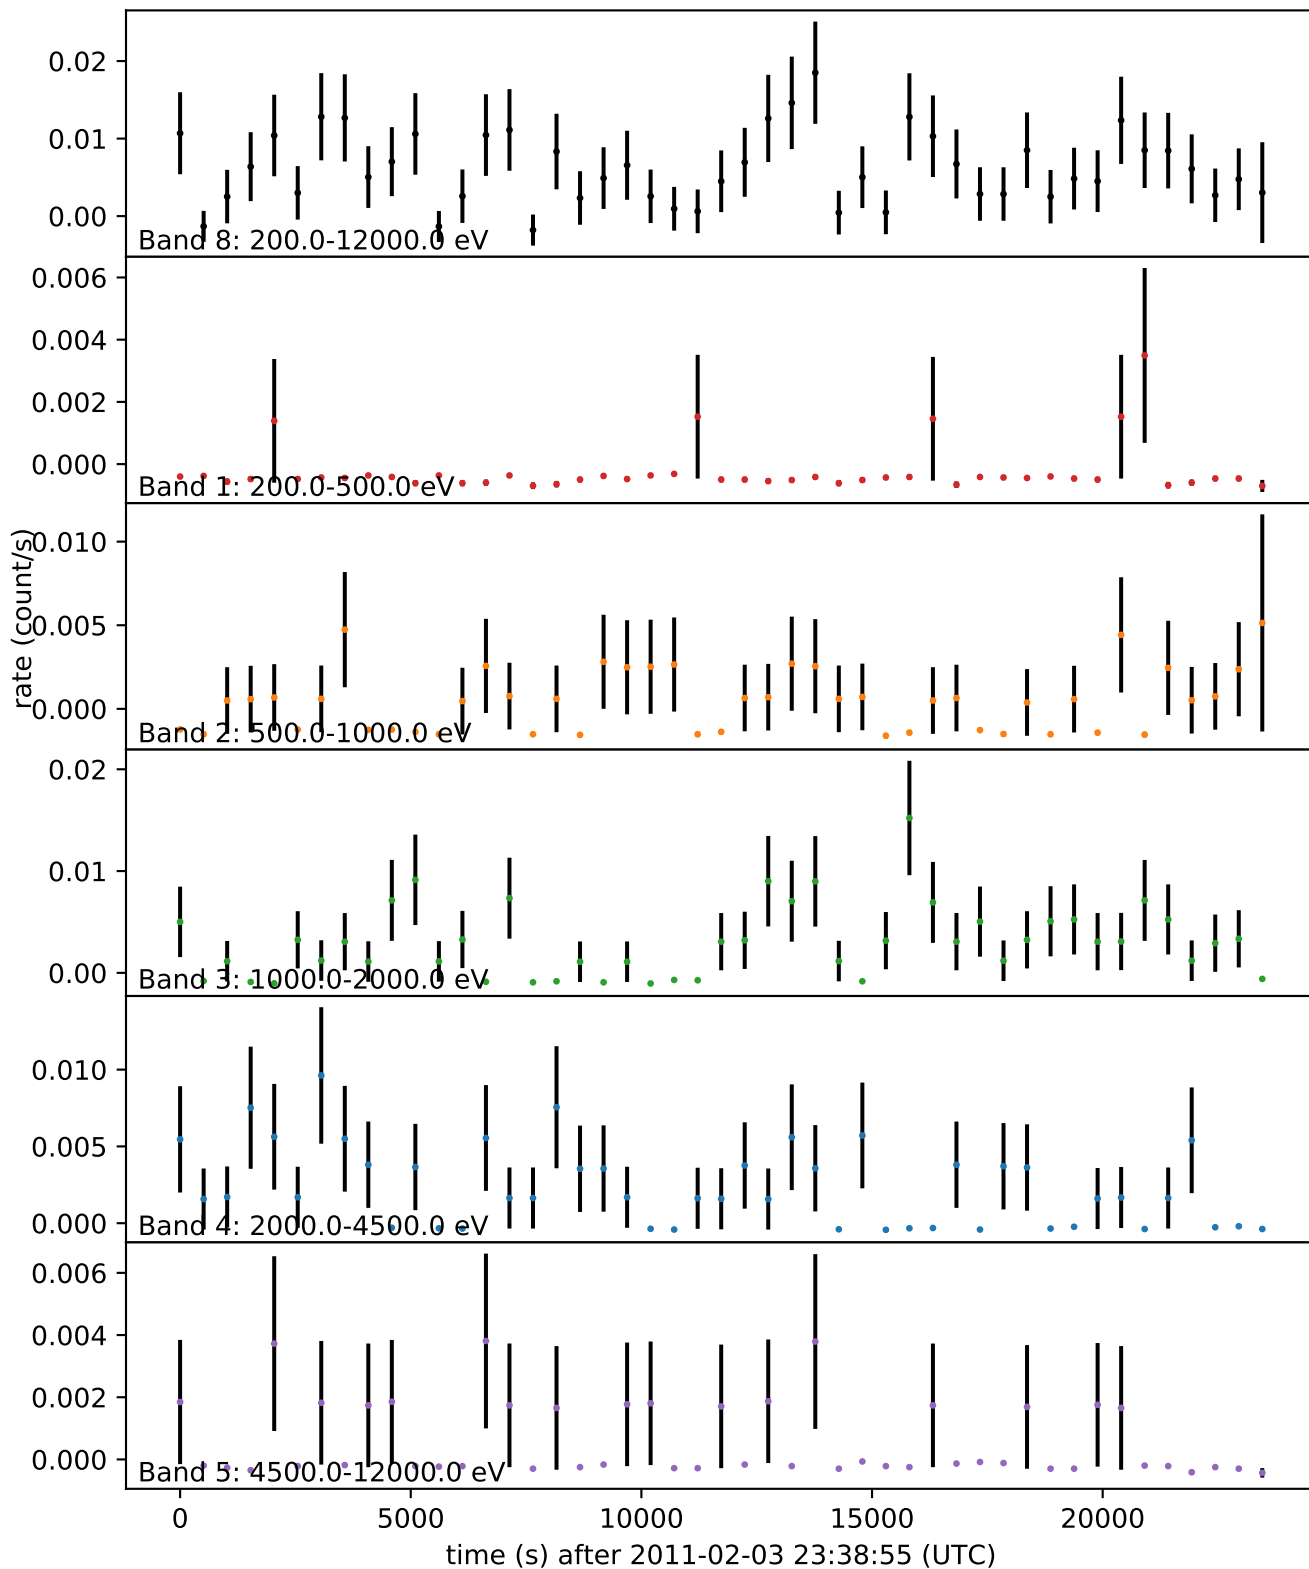 0.02
0.01
0.00
Band 8: 200.0-12000.0 eV
0.006
0.004
0.002
0.000
Band 1: 200.0-500.0 eV
rate (count/s)
0.010
0.005
0.000
Band 2: 500.0-1000.0 eV
0.02
0.01
0.00
Band 3: 1000.0-2000.0 eV
0.010
0.005
0.000
Band 4: 2000.0-4500.0 eV
0.006
0.004
0.002
0.000
Band 5: 4500.0-12000.0 eV
0 5000 10000 15000 20000
time (s) after 2011-02-03 23:38:55 (UTC)